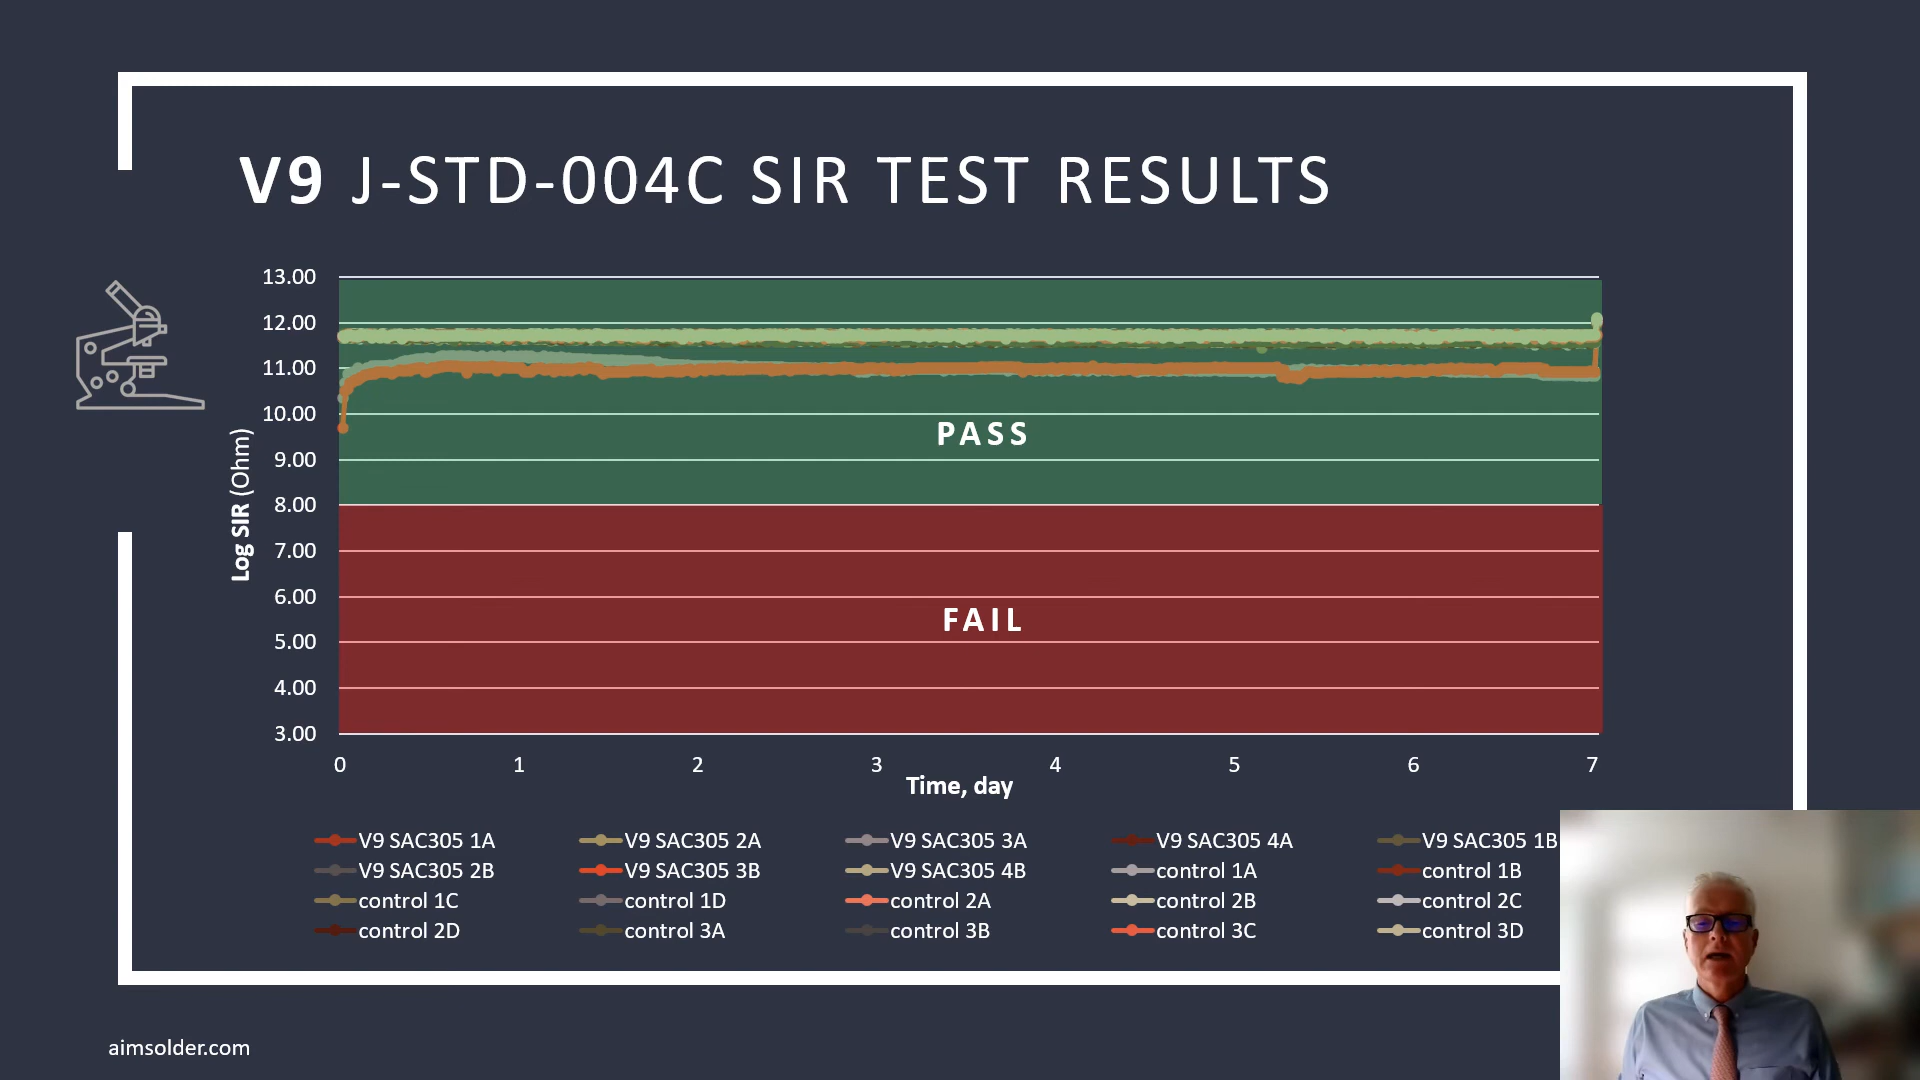 V9 J-STD-004C SIR TEST RESULTS
13.00
12.00
11.00
10.00
9.00
8.00
7.00
6.00
5.00
4.00
3.00
Log SIR (Ohm)
PASS
FAIL
0 1 2 3 4 5 6 7
Time, day
V9 SAC305 1A V9 SAC305 2A V9 SAC305 3A V9 SAC305 4A V9 SAC305 1B
V9 SAC305 2B V9 SAC305 3B V9 SAC305 4B control 1A control 1B
control 1C control 1D control 2A control 2B control 2C
control 2D control 3A control 3B control 3C control 3D
aimsolder.com